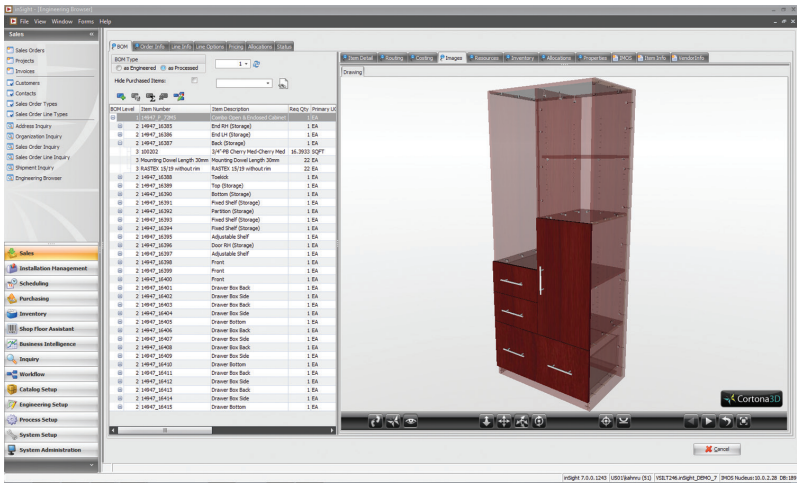 inSight - [Engineering Browser]
File View Window Forms Help
Sales «
Sales Orders
Projects
Invoices
Customers
Contacts
Sales Order Types
Sales Order Line Types
Address Inquiry
Organization Inquiry
Sales Order Inquiry
Sales Order Line Inquiry
Shipment Inquiry
Engineering Browser
Sales
Installation Management
Scheduling
Purchasing
Inventory
Shop Floor Assistant
Business Intelligence
Inquiry
Workflow
Catalog Setup
Engineering Setup
Process Setup
System Setup
System Administration
BOM Order Info Line Info Line Options Pricing Allocations Status
BOM Type
as Engineered as Processed 1
Hide Purchased Items:
BOM Level Item Number Item Description Req Qty Primary UO
1 14947_P_72MS Combo Open & Enclosed Cabinet 1 EA
2 14947_16385 End RH (Storage) 1 EA
2 14947_16386 End LH (Storage) 1 EA
2 14947_16387 Back (Storage) 1 EA
3 100202 3/4"-PB Cherry Med-Cherry Med 16.3933 SQFT
3 Mounting Dowel Length 30mm Mounting Dowel Length 30mm 22 EA
3 RASTEX 15/19 without rim RASTEX 15/19 without rim 22 EA
2 14947_16388 Toekick 1 EA
2 14947_16389 Top (Storage) 1 EA
2 14947_16390 Bottom (Storage) 1 EA
2 14947_16391 Fixed Shelf (Storage) 1 EA
2 14947_16392 Partition (Storage) 1 EA
2 14947_16393 Fixed Shelf (Storage) 1 EA
2 14947_16394 Fixed Shelf (Storage) 1 EA
2 14947_16395 Adjustable Shelf 1 EA
2 14947_16396 Door RH (Storage) 1 EA
2 14947_16397 Adjustable Shelf 1 EA
2 14947_16398 Front 1 EA
2 14947_16399 Front 1 EA
2 14947_16400 Front 1 EA
2 14947_16401 Drawer Box Back 1 EA
2 14947_16402 Drawer Box Side 1 EA
2 14947_16403 Drawer Box Back 1 EA
2 14947_16404 Drawer Box Side 1 EA
2 14947_16405 Drawer Bottom 1 EA
2 14947_16406 Drawer Box Back 1 EA
2 14947_16407 Drawer Box Side 1 EA
2 14947_16408 Drawer Box Back 1 EA
2 14947_16409 Drawer Box Side 1 EA
2 14947_16410 Drawer Bottom 1 EA
2 14947_16411 Drawer Box Back 1 EA
2 14947_16412 Drawer Box Side 1 EA
2 14947_16413 Drawer Box Back 1 EA
2 14947_16414 Drawer Box Side 1 EA
2 14947_16415 Drawer Bottom 1 EA
Item Detail Routing Costing Images Resources Inventory Allocations Properties IMOS Item Info VendorInfo
Drawing
Cortona3D
Cancel
inSight 7.0.0.1243 US01\kahnru (51) VSILT246.inSight_DEMO_7 IMOS Nucleus:10.0.2.28 DB:189